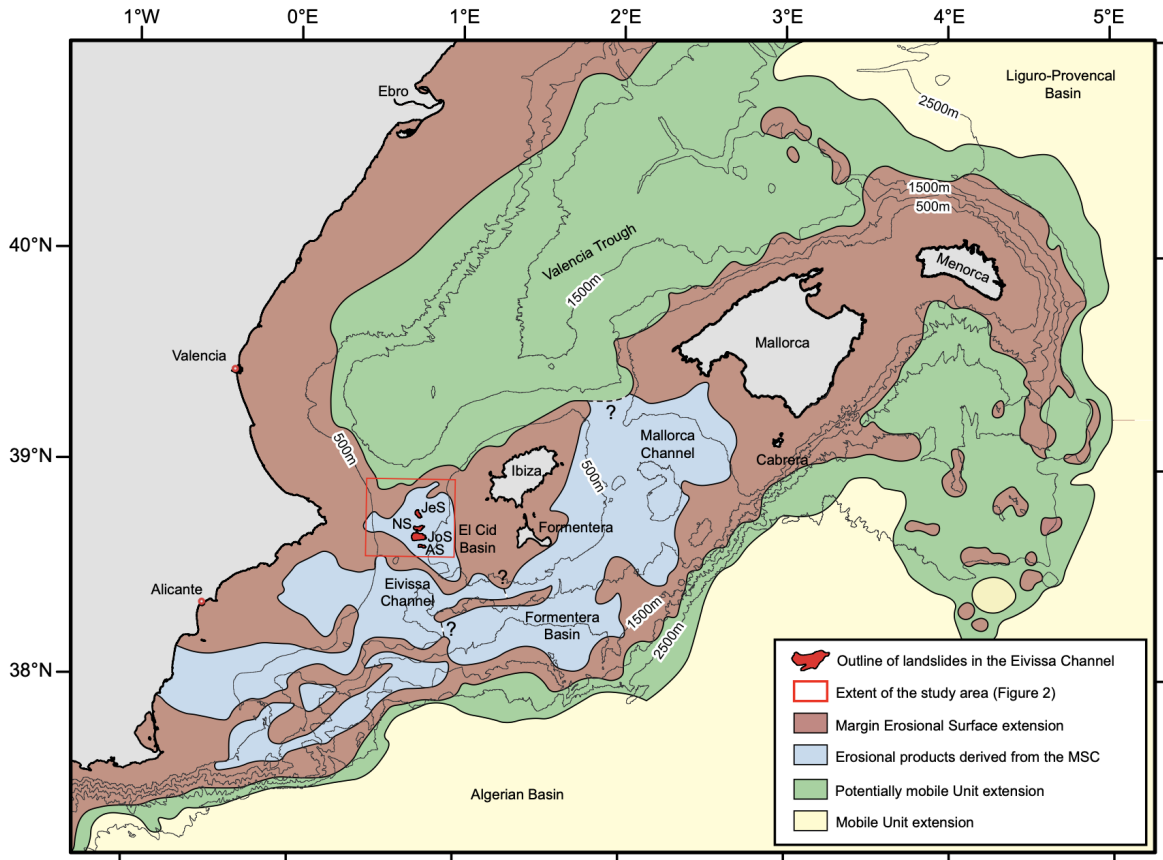 1°W 0°E 1°E 2°E 3°E 4°E 5°E
Liguro-Provencal
Basin
2500m
Ebro
1500m
500m
40°N
Valencia Trough
Menorca
1500m
Valencia
Mallorca
?
500m
Mallorca
Channel
39°N
Cabrera
Ibiza
500m
JeS
NS
El Cid
Basin
Formentera
JoS
AS
?
Eivissa
Channel
Alicante
Formentera
Basin
1500m
?
2500m
38°N
Algerian Basin
Outline of landslides in the Eivissa Channel
Extent of the study area (Figure 2)
Margin Erosional Surface extension
Erosional products derived from the MSC
Potentially mobile Unit extension
Mobile Unit extension